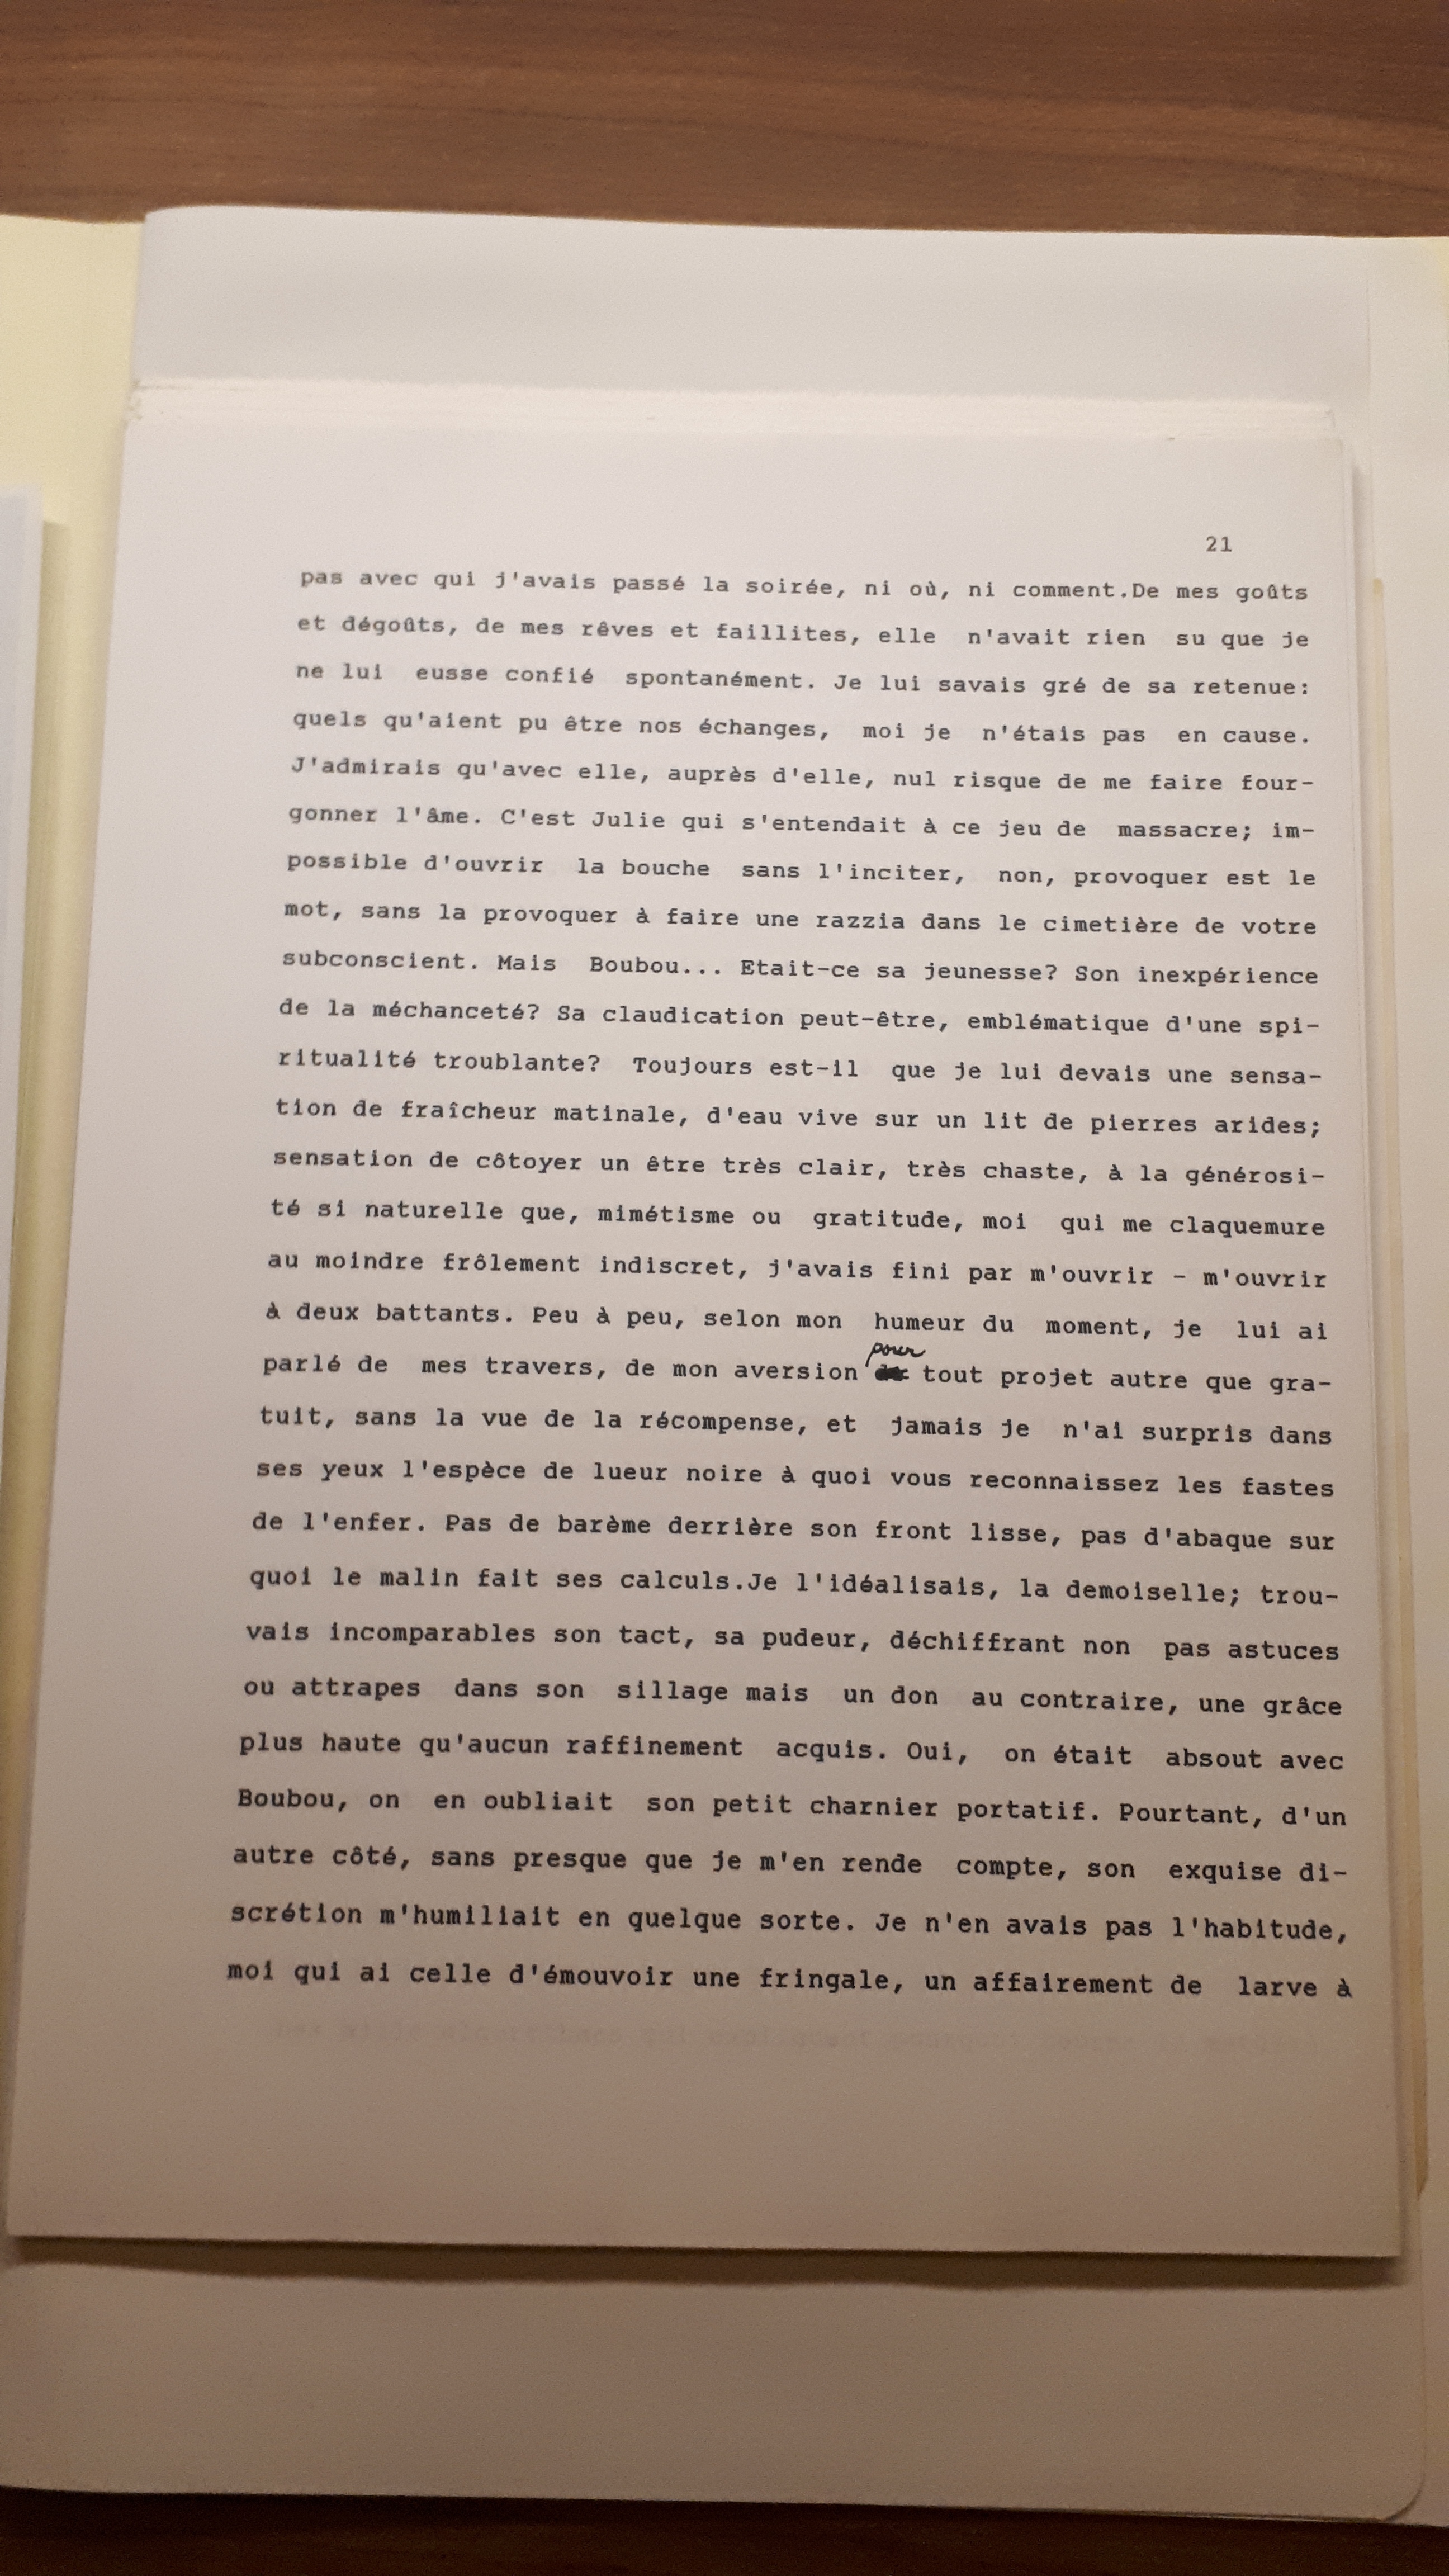 21
pas avec qui j'avais passé la soirée, ni où, ni comment.De mes goûts
et dégoûts, de mes rêves et faillites, elle n'avait rien su que je
ne lui eusse confié spontanément. Je lui savais gré de sa retenue:
quels qu'aient pu être nos échanges, moi je n'étais pas en cause.
J'admirais qu'avec elle, auprès d'elle, nul risque de me faire four-
gonner l'âme. C'est Julie qui s'entendait à ce jeu de massacre; im-
possible d'ouvrir la bouche sans l'inciter, non, provoquer est le
mot, sans la provoquer à faire une razzia dans le cimetière de votre
subconscient. Mais Boubou... Etait-ce sa jeunesse? Son inexpérience
de la méchanceté? Sa claudication peut-être, emblématique d'une spi-
ritualité troublante? Toujours est-il que je lui devais une sensa-
tion de fraîcheur matinale, d'eau vive sur un lit de pierres arides;
sensation de côtoyer un être très clair, très chaste, à la générosi-
té si naturelle que, mimétisme ou gratitude, moi qui me claquemure
au moindre frôlement indiscret, j'avais fini par m'ouvrir - m'ouvrir
à deux battants. Peu à peu, selon mon humeur du moment, je lui ai
pour
parlé de mes travers, de mon aversion tout projet autre que gra-
tuit, sans la vue de la récompense, et jamais je n'ai surpris dans
ses yeux l'espèce de lueur noire à quoi vous reconnaissez les fastes
de l'enfer. Pas de barème derrière son front lisse, pas d'abaque sur
quoi le malin fait ses calculs.Je l'idéalisais, la demoiselle; trou-
vais incomparables son tact, sa pudeur, déchiffrant non pas astuces
ou attrapes dans son sillage mais un don au contraire, une grâce
plus haute qu'aucun raffinement acquis. Oui, on était absout avec
Boubou, on en oubliait son petit charnier portatif. Pourtant, d'un
autre côté, sans presque que je m'en rende compte, son exquise di-
scrétion m'humiliait en quelque sorte. Je n'en avais pas l'habitude,
moi qui ai celle d'émouvoir une fringale, un affairement de larve à